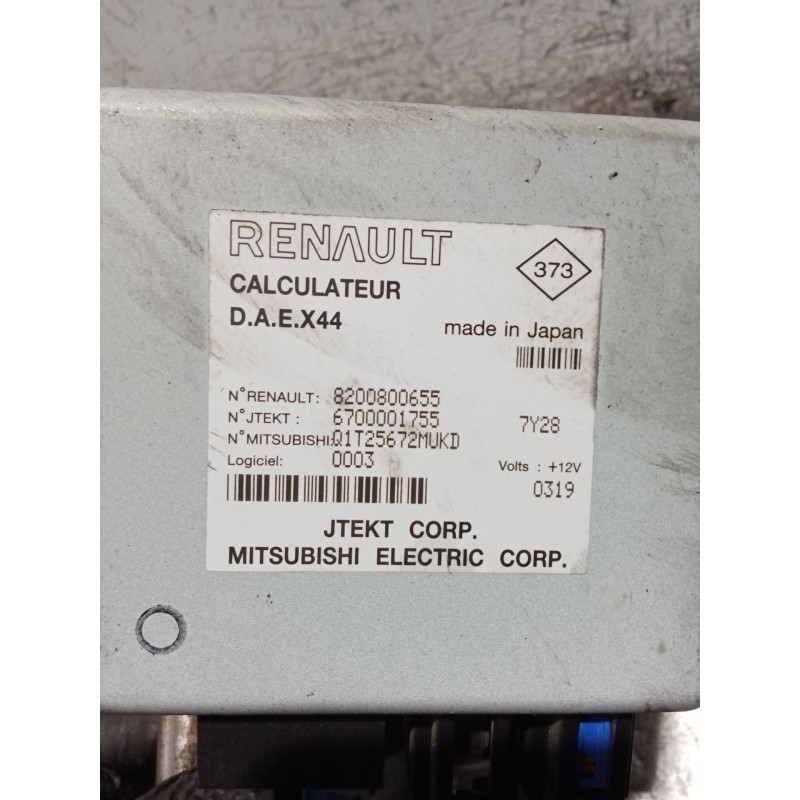 RENAULT
373
CALCULATEUR
D.A.E.X44
made in Japan
N° RENAULT: 8200800655
N° JTEKT : 6700001755
7Y28
N° MITSUBISHI: Q1T25672MUKD
Logiciel: 0003
Volts : +12V
0319
JTEKT CORP.
MITSUBISHI ELECTRIC CORP.